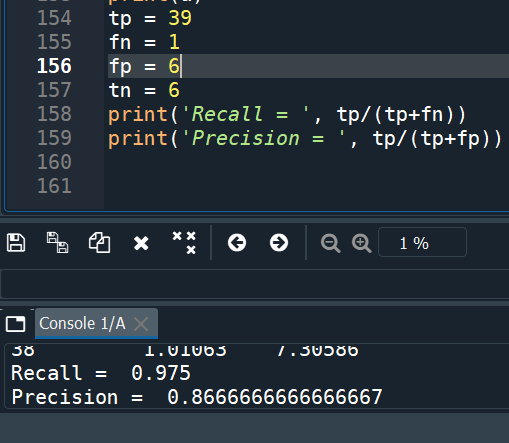 154 tp = 39
155 fn = 1
156 fp = 6
157 tn = 6
158 print('Recall = ', tp/(tp+fn))
159 print('Precision = ', tp/(tp+fp))
160
161
1 %
Console 1/A
38 1.01063 7.30586
Recall = 0.975
Precision = 0.8666666666666667